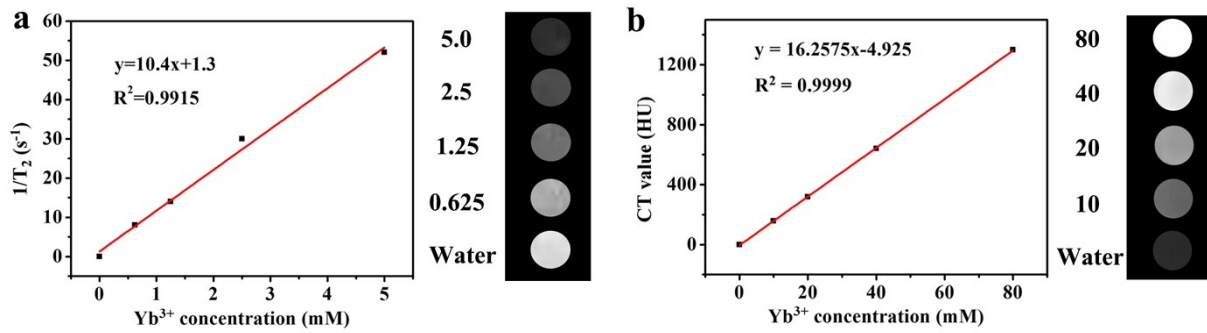 a
60
50
40
30
20
10
0
1/T₂ (s⁻¹)
y=10.4x+1.3
R²=0.9915
0 1 2 3 4 5
Yb³⁺ concentration (mM)
5.0
2.5
1.25
0.625
Water
b
1200
800
400
0
CT value (HU)
y = 16.2575x-4.925
R² = 0.9999
0 20 40 60 80
Yb³⁺ concentration (mM)
80
40
20
10
Water